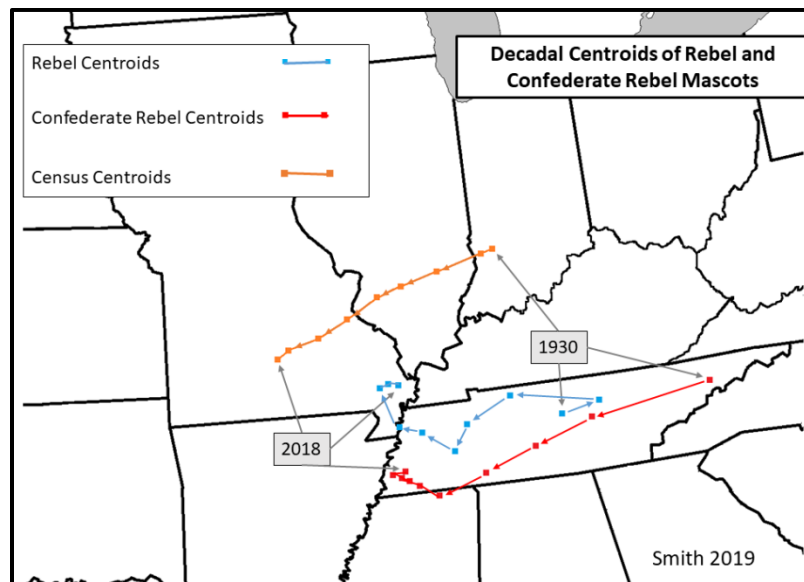 Decadal Centroids of Rebel and
Confederate Rebel Mascots
Rebel Centroids
Confederate Rebel Centroids
Census Centroids
1930
2018
Smith 2019